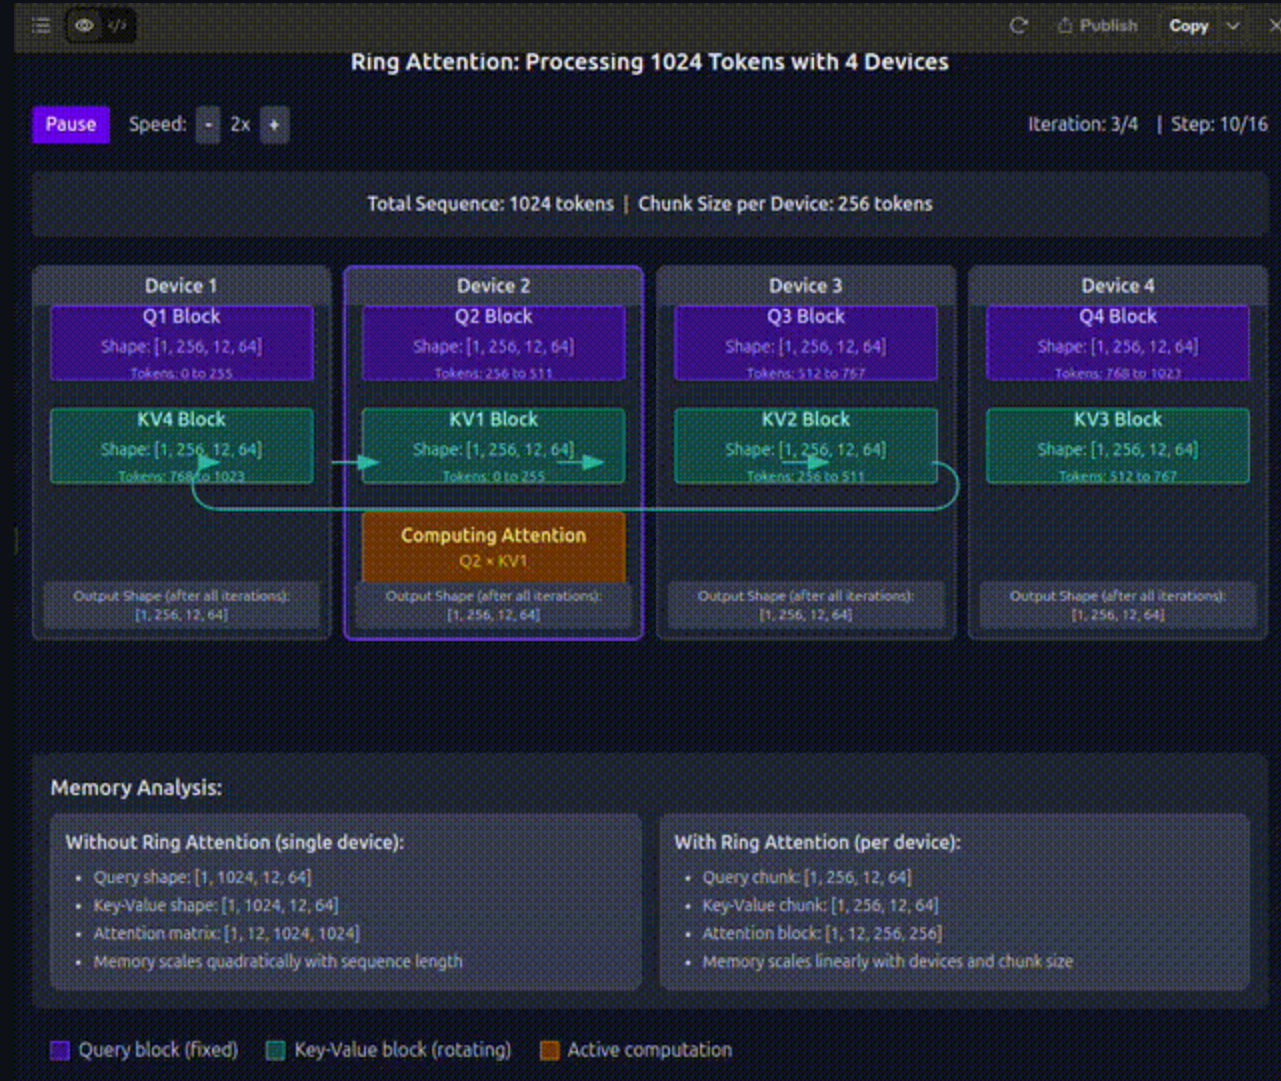 </>
Publish
Copy
Ring Attention: Processing 1024 Tokens with 4 Devices
Pause
Speed:
-
2x
+
Iteration: 3/4 | Step: 10/16
Total Sequence: 1024 tokens | Chunk Size per Device: 256 tokens
Device 1
Q1 Block
Shape: [1, 256, 12, 64]
Tokens: 0 to 255
KV4 Block
Shape: [1, 256, 12, 64]
Tokens: 768 to 1023
Output Shape (after all iterations):
[1, 256, 12, 64]
Device 2
Q2 Block
Shape: [1, 256, 12, 64]
Tokens: 256 to 511
KV1 Block
Shape: [1, 256, 12, 64]
Tokens: 0 to 255
Computing Attention
Q2 × KV1
Output Shape (after all iterations):
[1, 256, 12, 64]
Device 3
Q3 Block
Shape: [1, 256, 12, 64]
Tokens: 512 to 767
KV2 Block
Shape: [1, 256, 12, 64]
Tokens: 256 to 511
Output Shape (after all iterations):
[1, 256, 12, 64]
Device 4
Q4 Block
Shape: [1, 256, 12, 64]
Tokens: 768 to 1023
KV3 Block
Shape: [1, 256, 12, 64]
Tokens: 512 to 767
Output Shape (after all iterations):
[1, 256, 12, 64]
Memory Analysis:
Without Ring Attention (single device):
• Query shape: [1, 1024, 12, 64]
• Key-Value shape: [1, 1024, 12, 64]
• Attention matrix: [1, 12, 1024, 1024]
• Memory scales quadratically with sequence length
With Ring Attention (per device):
• Query chunk: [1, 256, 12, 64]
• Key-Value chunk: [1, 256, 12, 64]
• Attention block: [1, 12, 256, 256]
• Memory scales linearly with devices and chunk size
Query block (fixed)
Key-Value block (rotating)
Active computation